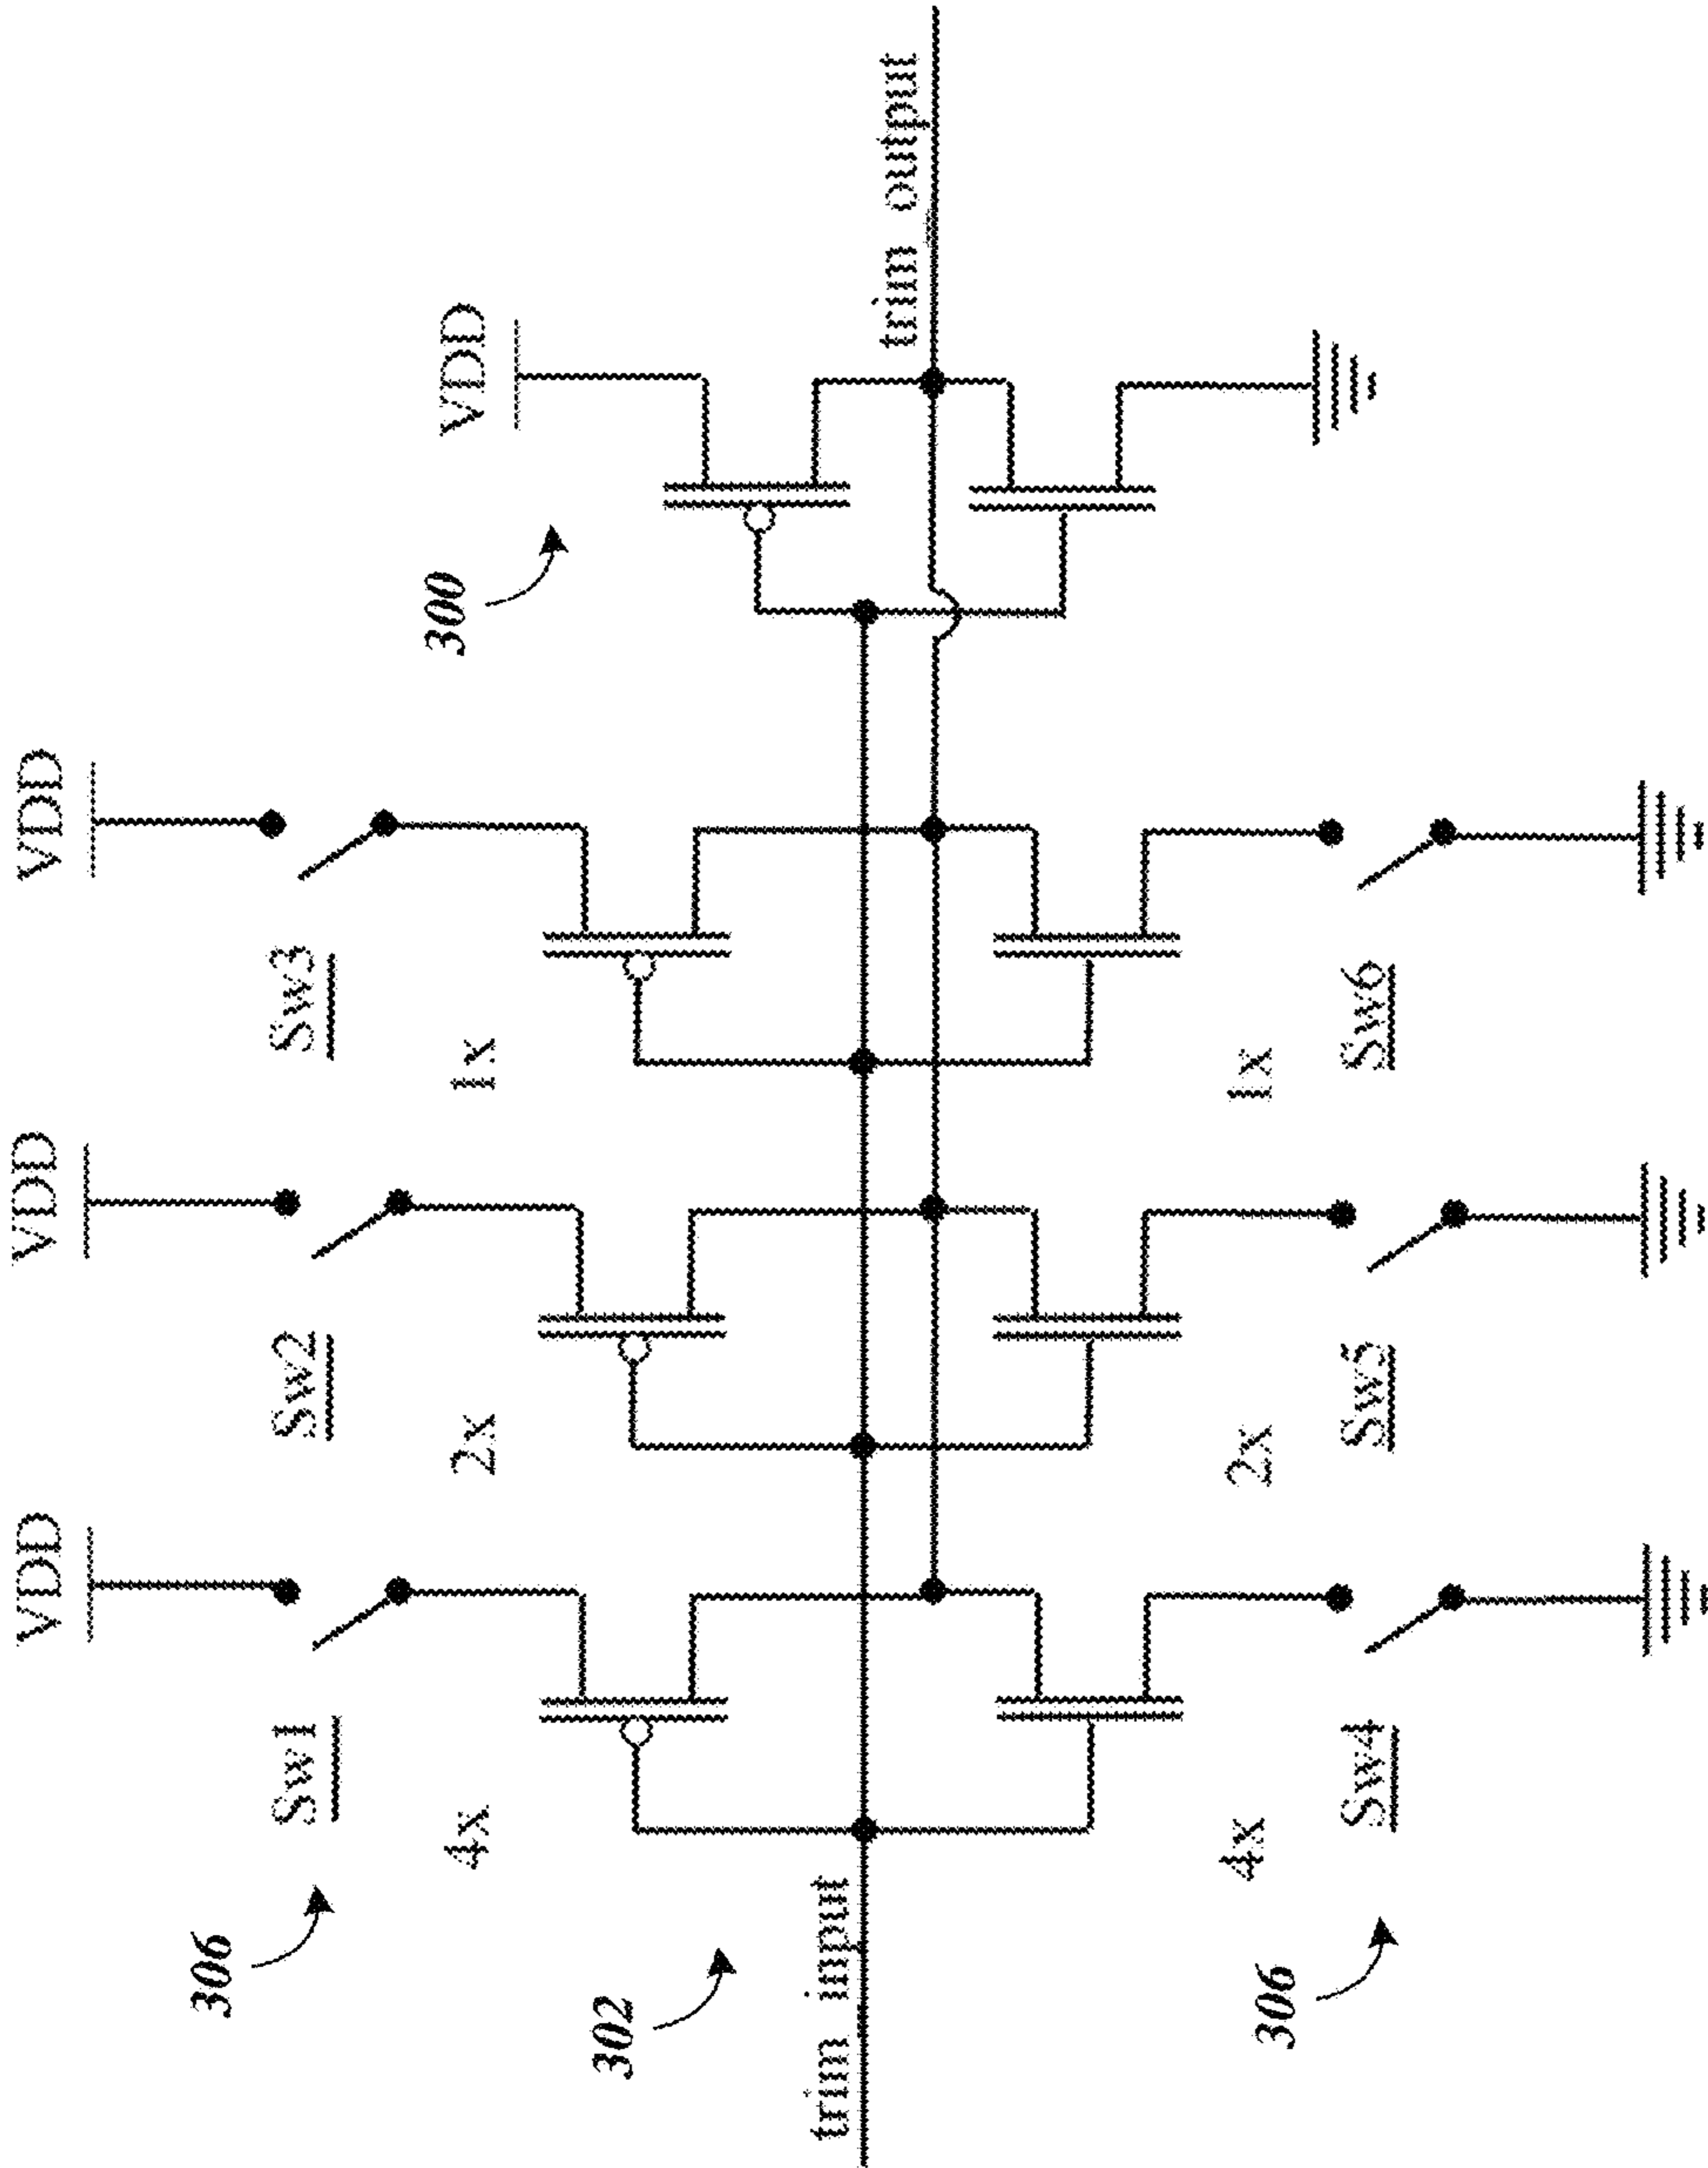 VDD
VDD
VDD
VDD
306
Sw1
Sw2
Sw3
300
4x
2x
1x
302
trim input
trim output
4x
2x
1x
306
Sw4
Sw5
Sw6